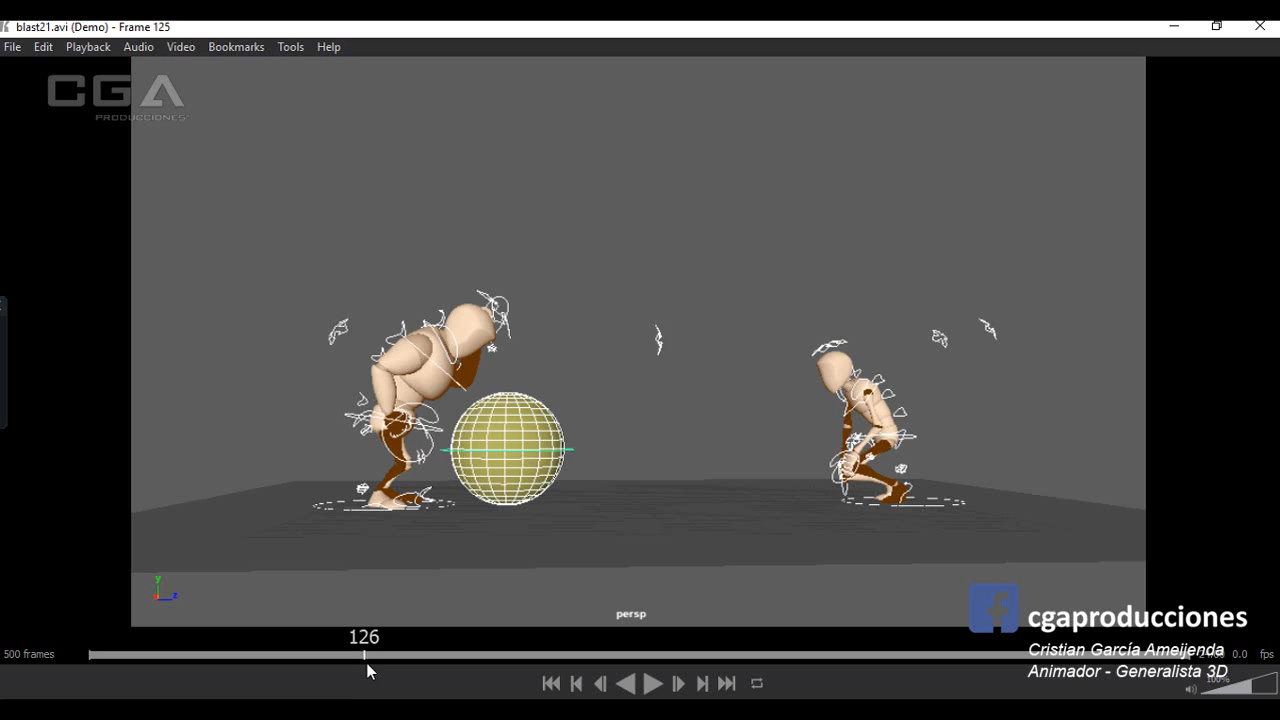 blast21.avi (Demo) - Frame 125
File Edit Playback Audio Video Bookmarks Tools Help
CGA
PRODUCCIONES
y
z
persp
cgaproducciones
126
500 frames
0.0 fps
Cristian García Ameijenda
Animador - Generalista 3D
100%